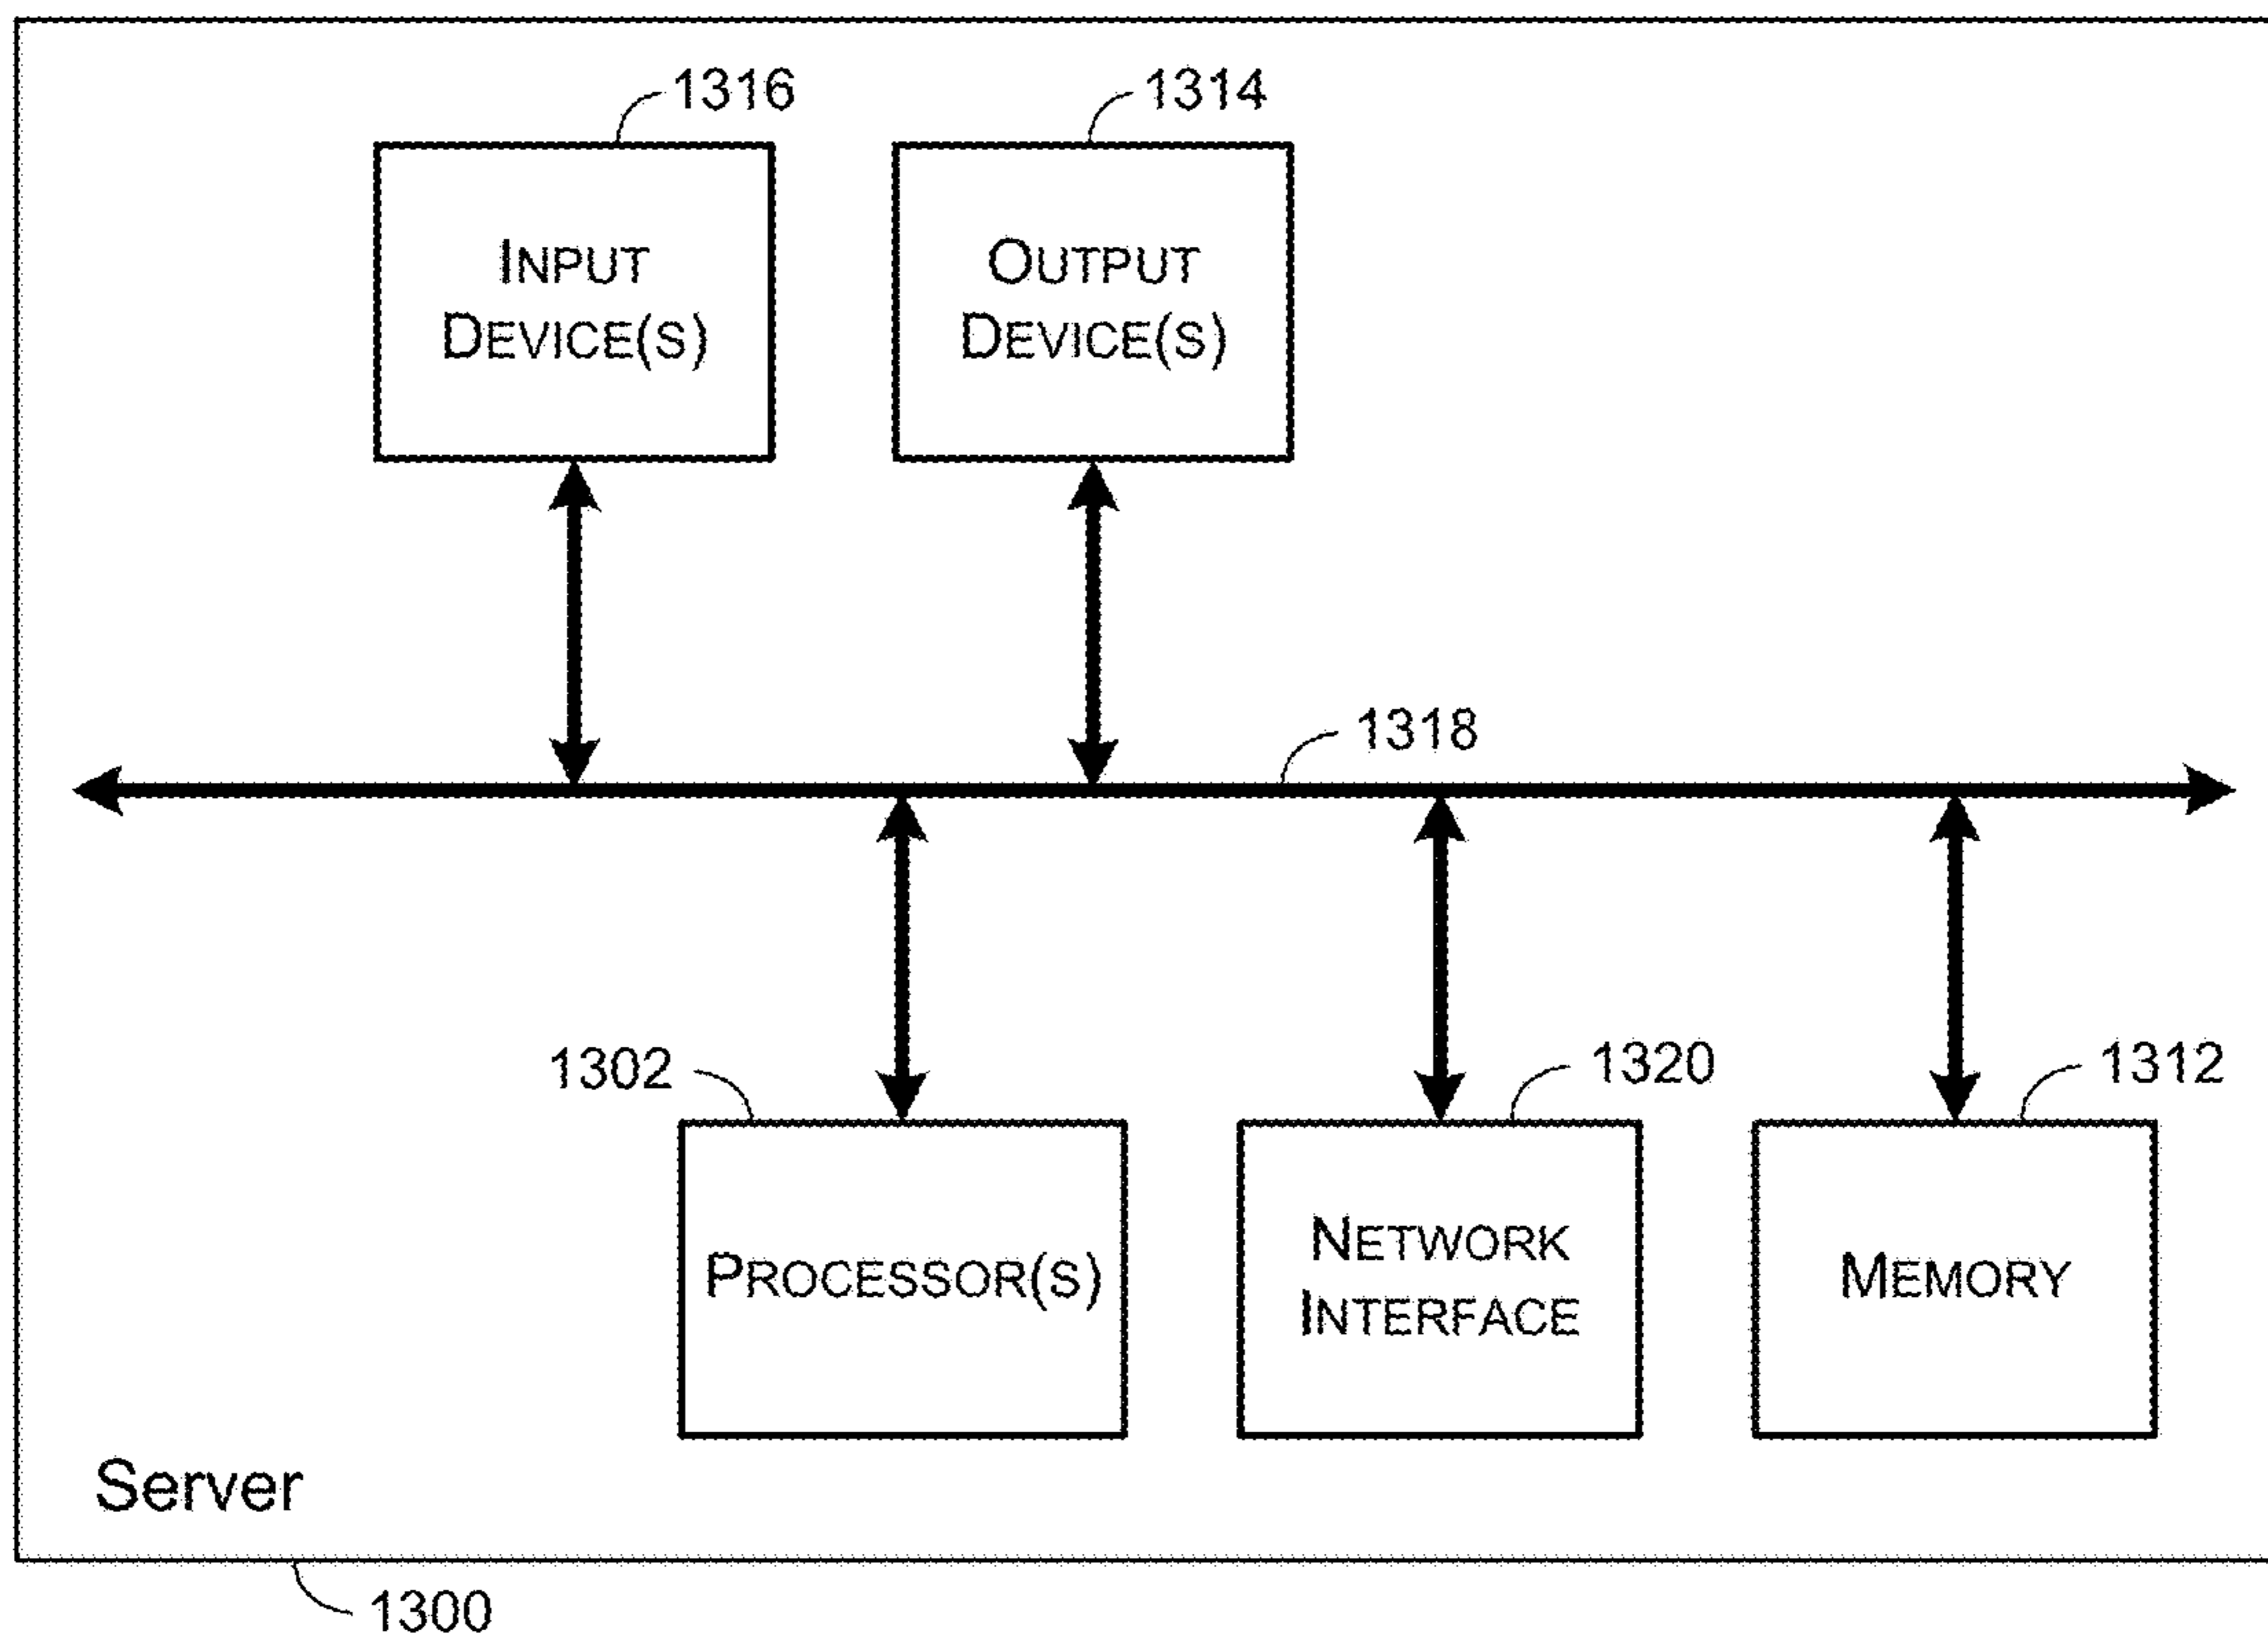 1316
1314
INPUT
DEVICE(S)
OUTPUT
DEVICE(S)
1318
1302
1320
1312
PROCESSOR(S)
NETWORK
INTERFACE
MEMORY
Server
1300